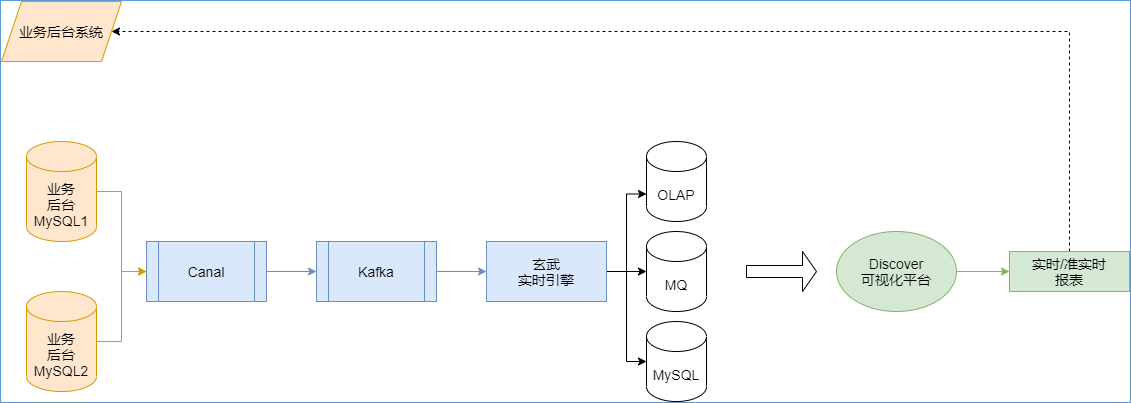 业务后台系统
业务
后台
MySQL1
业务
后台
MySQL2
Canal
Kafka
玄武
实时引擎
OLAP
MQ
MySQL
Discover
可视化平台
实时/准实时
报表